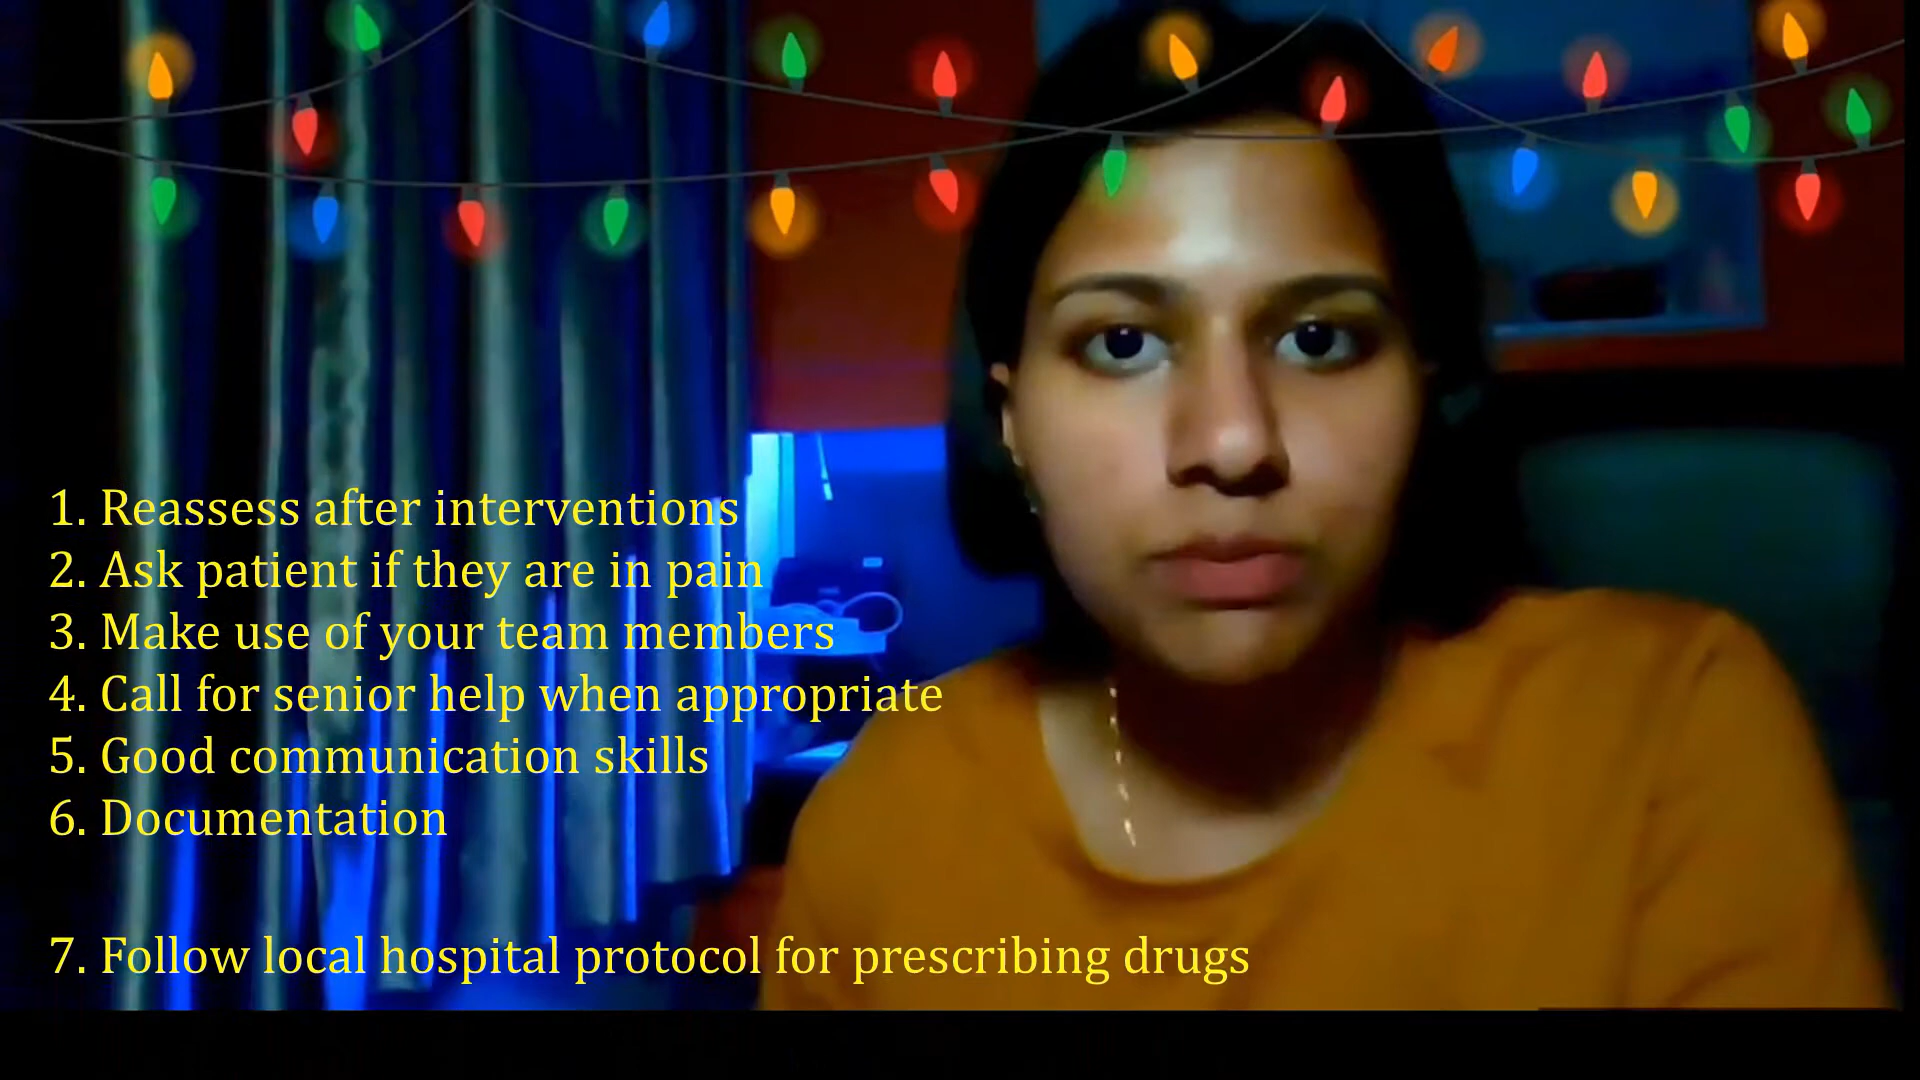 1. Reassess after interventions
2. Ask patient if they are in pain
3. Make use of your team members
4. Call for senior help when appropriate
5. Good communication skills
6. Documentation
7. Follow local hospital protocol for prescribing drugs